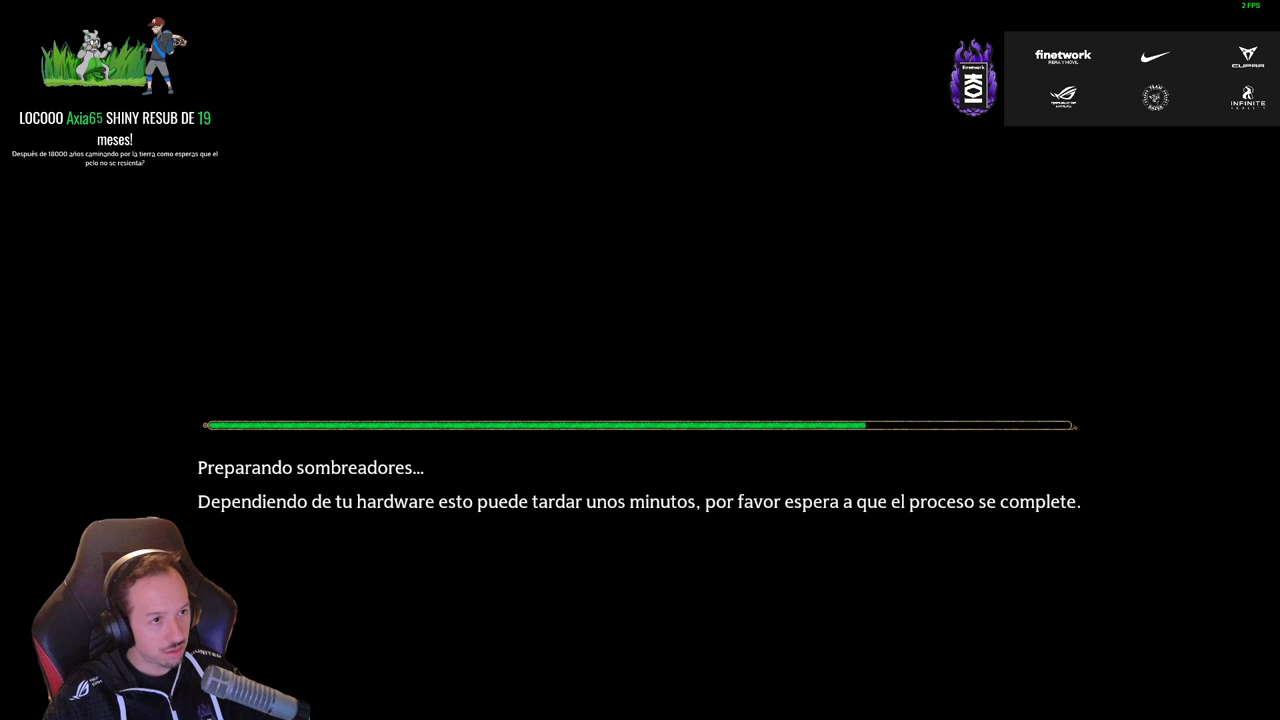 2 FPS
finetwork
FIBRA Y MÓVIL
CUPRA
finetwork
KOI
INFINITE
LOCOOO Axia65 SHINY RESUB DE 19
meses!
Después de 18000 años caminando por la tierra como esperas que el
pelo no se resienta?
Preparando sombreadores...
Dependiendo de tu hardware esto puede tardar unos minutos, por favor espera a que el proceso se complete.
UNITED